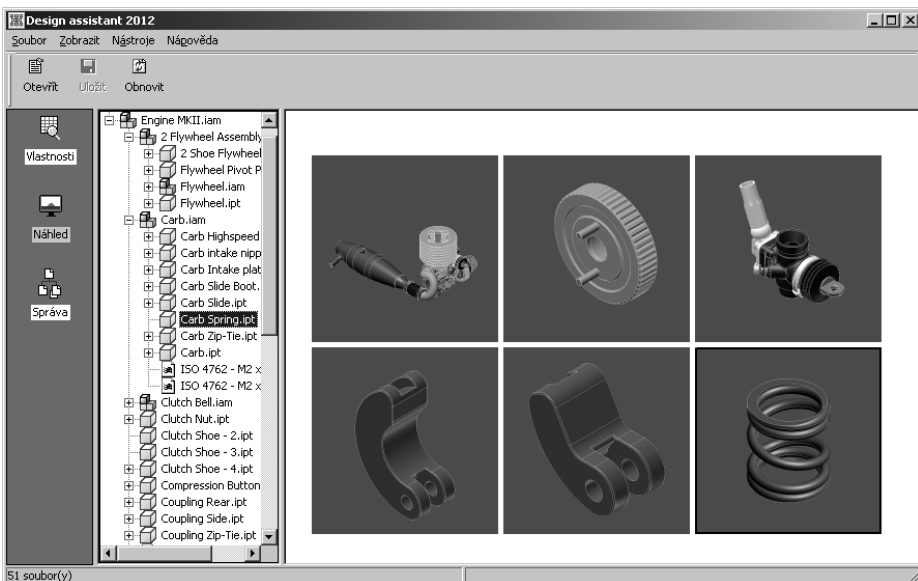 Design assistant 2012
Soubor Zobrazit Nástroje Nápověda
Otevřít Uložit Obnovit
Vlastnosti
Náhled
Správa
Engine MKII.iam
2 Flywheel Assembly
2 Shoe Flywheel
Flywheel Pivot P
Flywheel.iam
Flywheel.ipt
Carb.iam
Carb Highspeed
Carb intake nipp
Carb Intake plat
Carb Slide Boot.
Carb Slide.ipt
Carb Spring.ipt
Carb Zip-Tie.ipt
Carb.ipt
ISO 4762 - M2 x
ISO 4762 - M2 x
Clutch Bell.iam
Clutch Nut.ipt
Clutch Shoe - 2.ipt
Clutch Shoe - 3.ipt
Clutch Shoe - 4.ipt
Compression Button
Coupling Rear.ipt
Coupling Side.ipt
Coupling Zip-Tie.ipt
51 soubor(y)